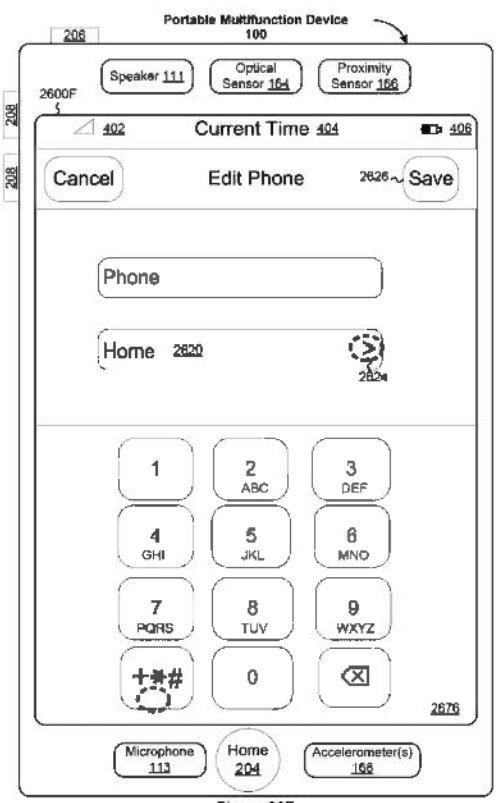 Portable Multifunction Device
100
206
Speaker 111
Optical
Sensor 164
Proximity
Sensor 166
2600F
208
402
Current Time 404
406
208
Cancel
Edit Phone
2626
Save
Phone
Home 2620
>
2624
1
2
ABC
3
DEF
4
GHI
5
JKL
6
MNO
7
PQRS
8
TUV
9
WXYZ
+*#
0
2676
Microphone
113
Home
204
Accelerometer(s)
168